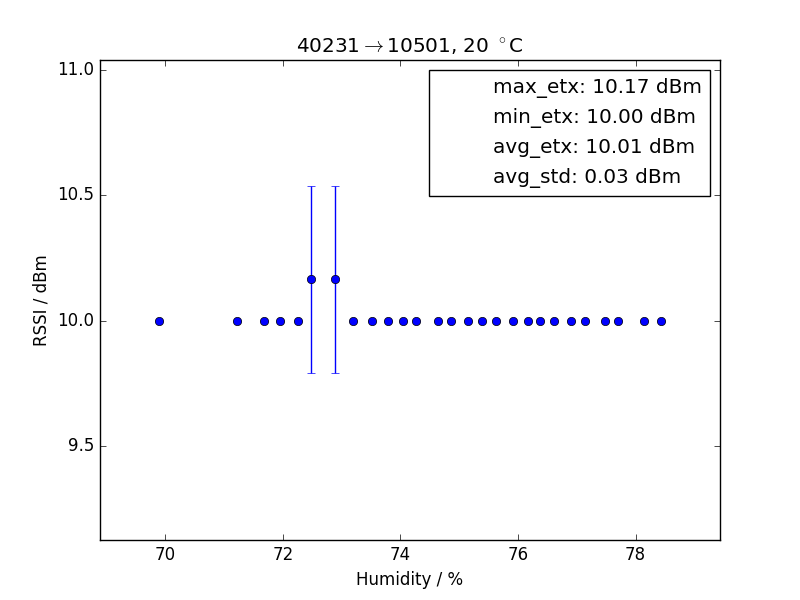 40231→10501, 20 °C
11.0
10.5
10.0
9.5
RSSI / dBm
max_etx: 10.17 dBm
min_etx: 10.00 dBm
avg_etx: 10.01 dBm
avg_std: 0.03 dBm
70 72 74 76 78
Humidity / %